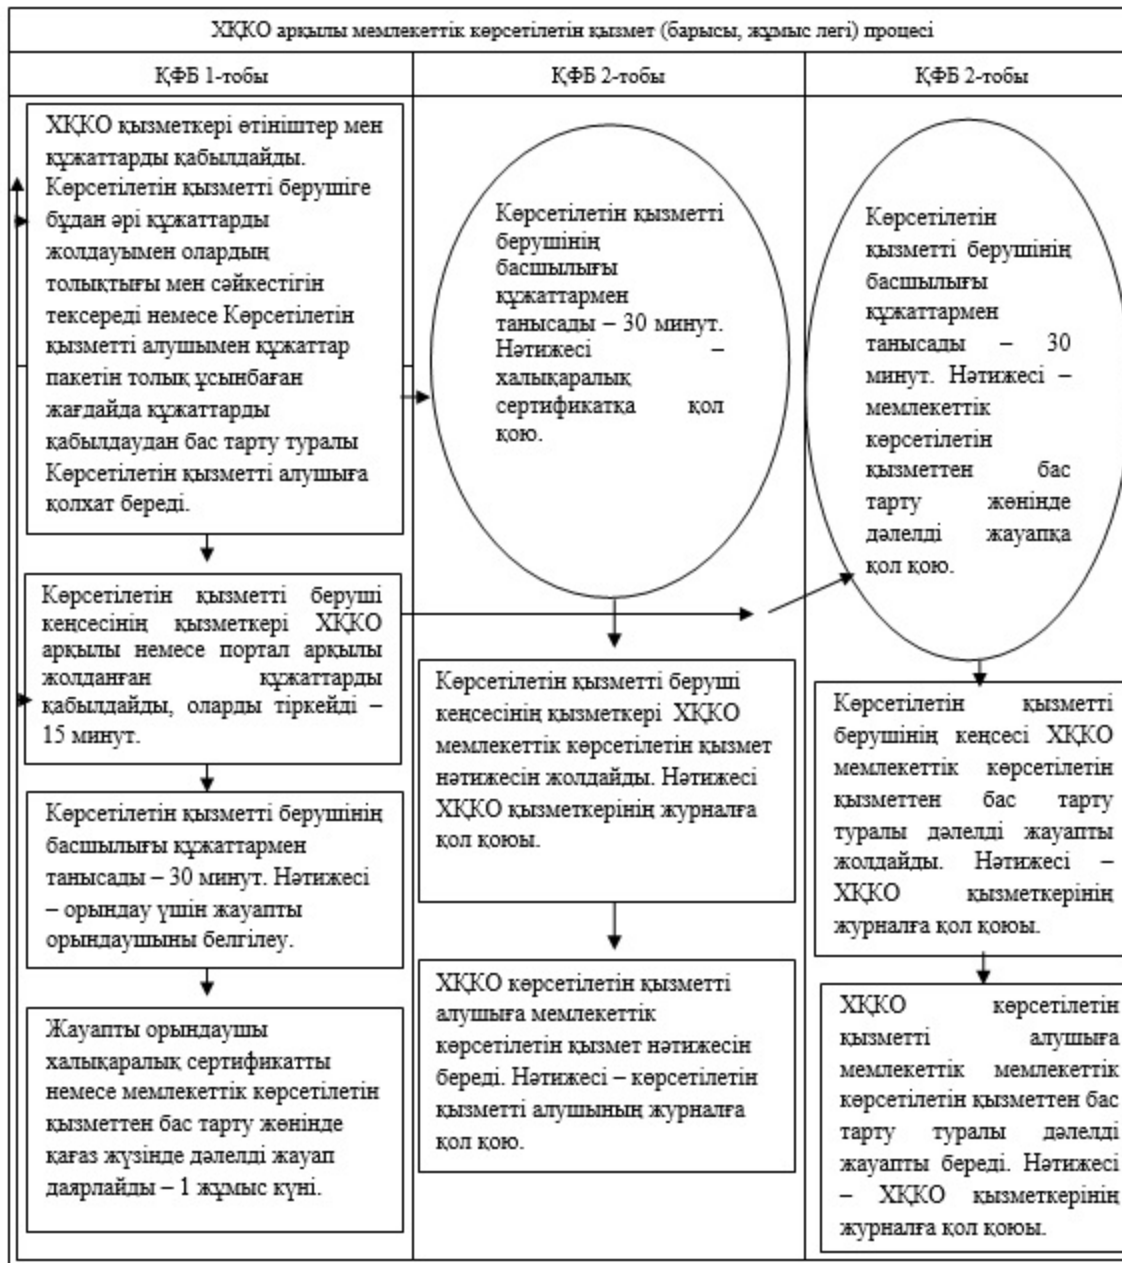 ХҚКО арқылы мемлекеттік көрсетілетін қызмет (барысы, жұмыс легі) процесі
ҚФБ 1-тобы
ҚФБ 2-тобы
ҚФБ 2-тобы
ХҚКО қызметкері өтініштер мен
құжаттарды қабылдайды.
Көрсетілетін қызметті берушіге
бұдан әрі құжаттарды
жолдауымен олардың
толықтығы мен сәйкестігін
тексереді немесе Көрсетілетін
қызметті алушымен құжаттар
пакетін толық ұсынбаған
жағдайда құжаттарды
қабылдаудан бас тарту туралы
Көрсетілетін қызметті алушыға
қолхат береді.
Көрсетілетін қызметті беруші
кеңсесінің қызметкері ХҚКО
арқылы немесе портал арқылы
жолданған құжаттарды
қабылдайды, оларды тіркейді –
15 минут.
Көрсетілетін қызметті берушінің
басшылығы құжаттармен
танысады – 30 минут. Нәтижесі
– орындау үшін жауапты
орындаушыны белгілеу.
Жауапты орындаушы
халықаралық сертификатты
немесе мемлекеттік көрсетілетін
қызметтен бас тарту жөнінде
қағаз жүзінде дәлелді жауап
даярлайды – 1 жұмыс күні.
Көрсетілетін қызметті
берушінің
басшылығы
құжаттармен
танысады – 30 минут.
Нәтижесі –
халықаралық
сертификатқа қол
қою.
Көрсетілетін қызметті беруші
кеңсесінің қызметкері ХҚКО
мемлекеттік көрсетілетін қызмет
нәтижесін жолдайды. Нәтижесі
ХҚКО қызметкерінің журналға
қол қоюы.
ХҚКО көрсетілетін қызметті
алушыға мемлекеттік
көрсетілетін қызмет нәтижесін
береді. Нәтижесі – көрсетілетін
қызметті алушының журналға
қол қою.
Көрсетілетін
қызметті берушінің
басшылығы
құжаттармен
танысады – 30
минут. Нәтижесі –
мемлекеттік
көрсетілетін
қызметтен бас
тарту жөнінде
дәлелді жауапқа
қол қою.
Көрсетілетін қызметті
берушінің кеңсесі ХҚКО
мемлекеттік көрсетілетін
қызметтен бас тарту
туралы дәлелді жауапты
жолдайды. Нәтижесі –
ХҚКО қызметкерінің
журналға қол қоюы.
ХҚКО көрсетілетін
қызметті алушыға
мемлекеттік мемлекеттік
көрсетілетін қызметтен бас
тарту туралы дәлелді
жауапты береді. Нәтижесі
– ХҚКО қызметкерінің
журналға қол қоюы.